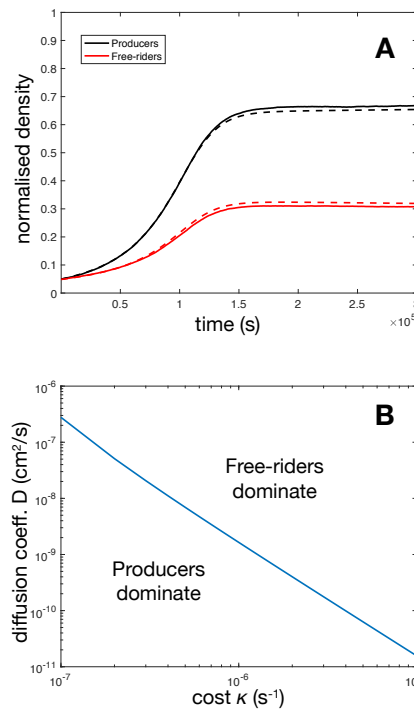 A
Producers
Free-riders
1
0.9
0.8
0.7
0.6
0.5
0.4
0.3
0.2
0.1
0
normalised density
0.5
1
1.5
2
2.5
time (s)
×10⁵
B
10⁻⁶
10⁻⁷
10⁻⁸
10⁻⁹
10⁻¹⁰
10⁻¹¹
diffusion coeff. D (cm²/s)
Free-riders
dominate
Producers
dominate
10⁻⁷
10⁻⁶
cost κ (s⁻¹)